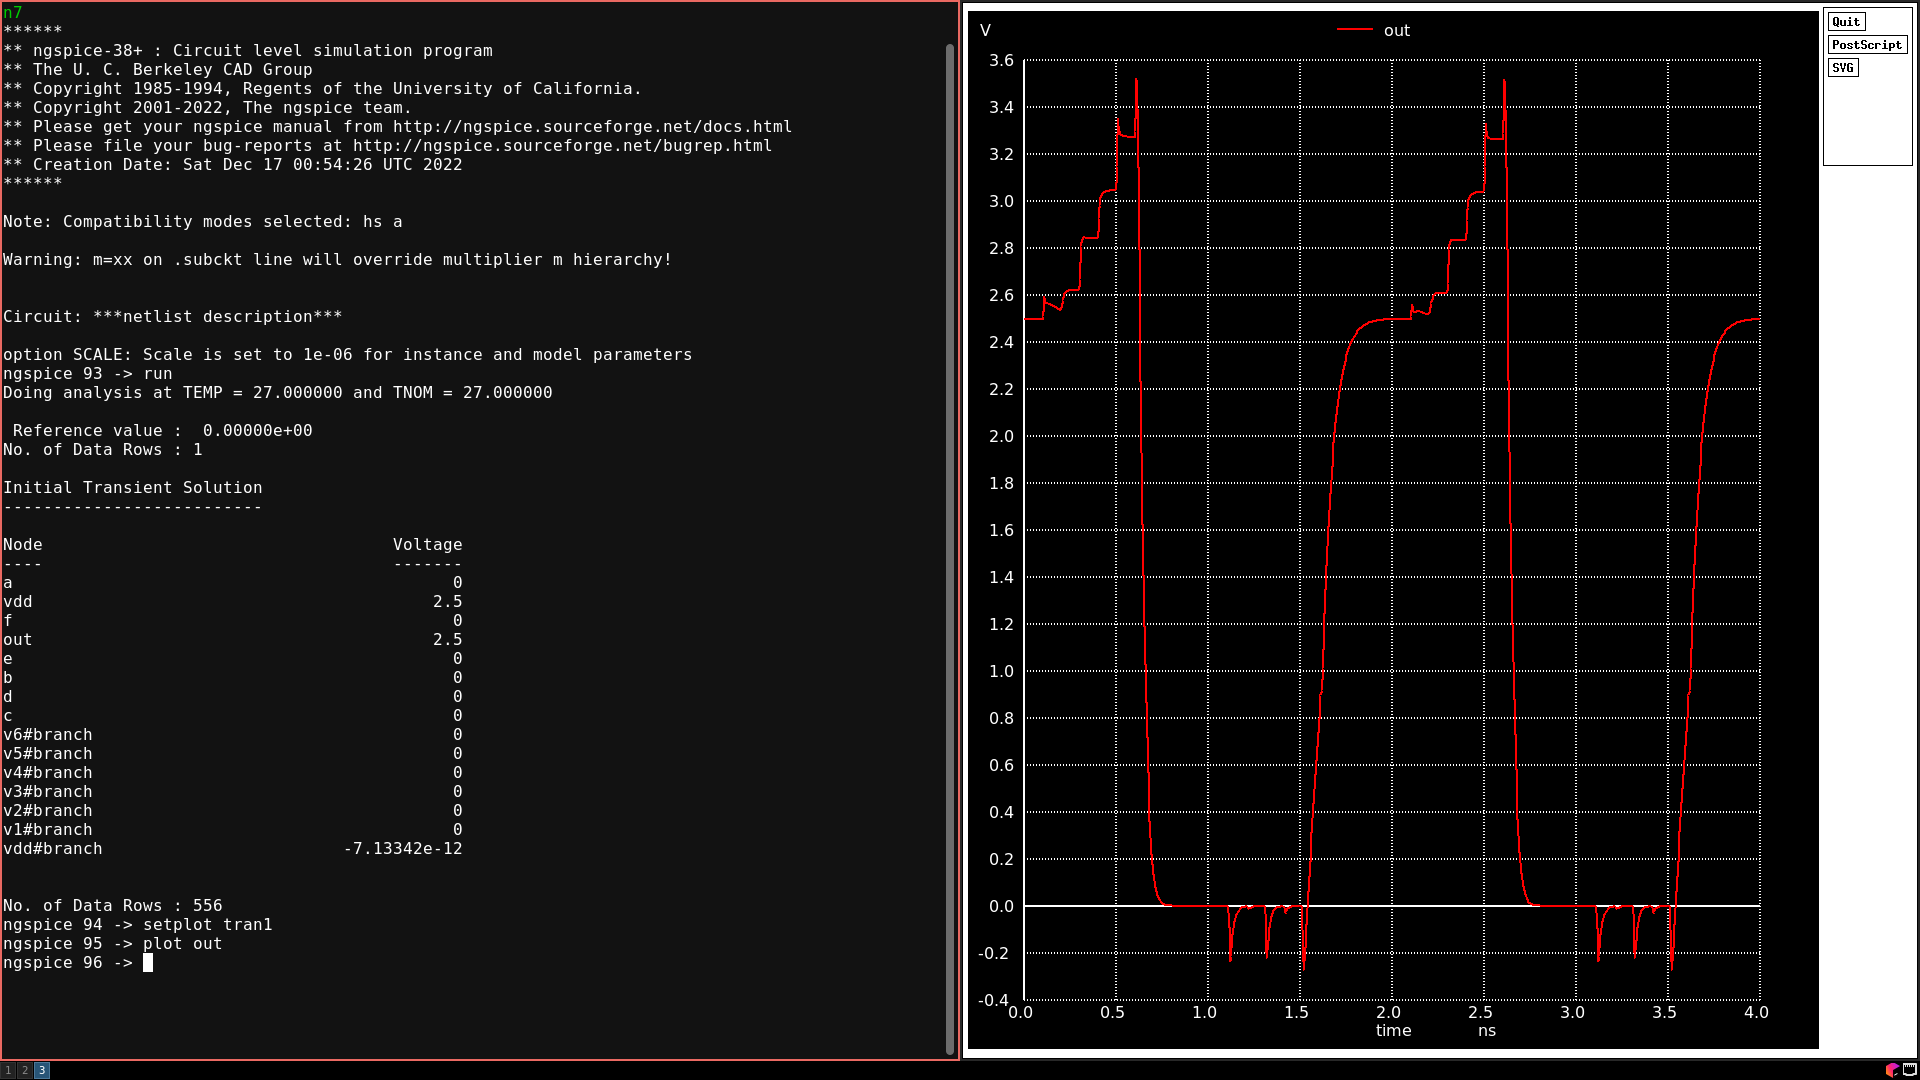 n7
******
** ngspice-38+ : Circuit level simulation program
** The U. C. Berkeley CAD Group
** Copyright 1985-1994, Regents of the University of California.
** Copyright 2001-2022, The ngspice team.
** Please get your ngspice manual from http://ngspice.sourceforge.net/docs.html
** Please file your bug-reports at http://ngspice.sourceforge.net/bugrep.html
** Creation Date: Sat Dec 17 00:54:26 UTC 2022
******
Note: Compatibility modes selected: hs a
Warning: m=xx on .subckt line will override multiplier m hierarchy!
Circuit: ***netlist description***
option SCALE: Scale is set to 1e-06 for instance and model parameters
ngspice 93 -> run
Doing analysis at TEMP = 27.000000 and TNOM = 27.000000
Reference value :  0.00000e+00
No. of Data Rows : 1
Initial Transient Solution
--------------------------
Node Voltage
---- -------
a 0
vdd 2.5
f 0
out 2.5
e 0
b 0
d 0
c 0
v6#branch 0
v5#branch 0
v4#branch 0
v3#branch 0
v2#branch 0
v1#branch 0
vdd#branch -7.13342e-12
No. of Data Rows : 556
ngspice 94 -> setplot tran1
ngspice 95 -> plot out
ngspice 96 ->
V
out
3.6
3.4
3.2
3.0
2.8
2.6
2.4
2.2
2.0
1.8
1.6
1.4
1.2
1.0
0.8
0.6
0.4
0.2
0.0
-0.2
-0.4
0.0 0.5 1.0 1.5 2.0 2.5 3.0 3.5 4.0
time ns
Quit
PostScript
SVG
1 2 3